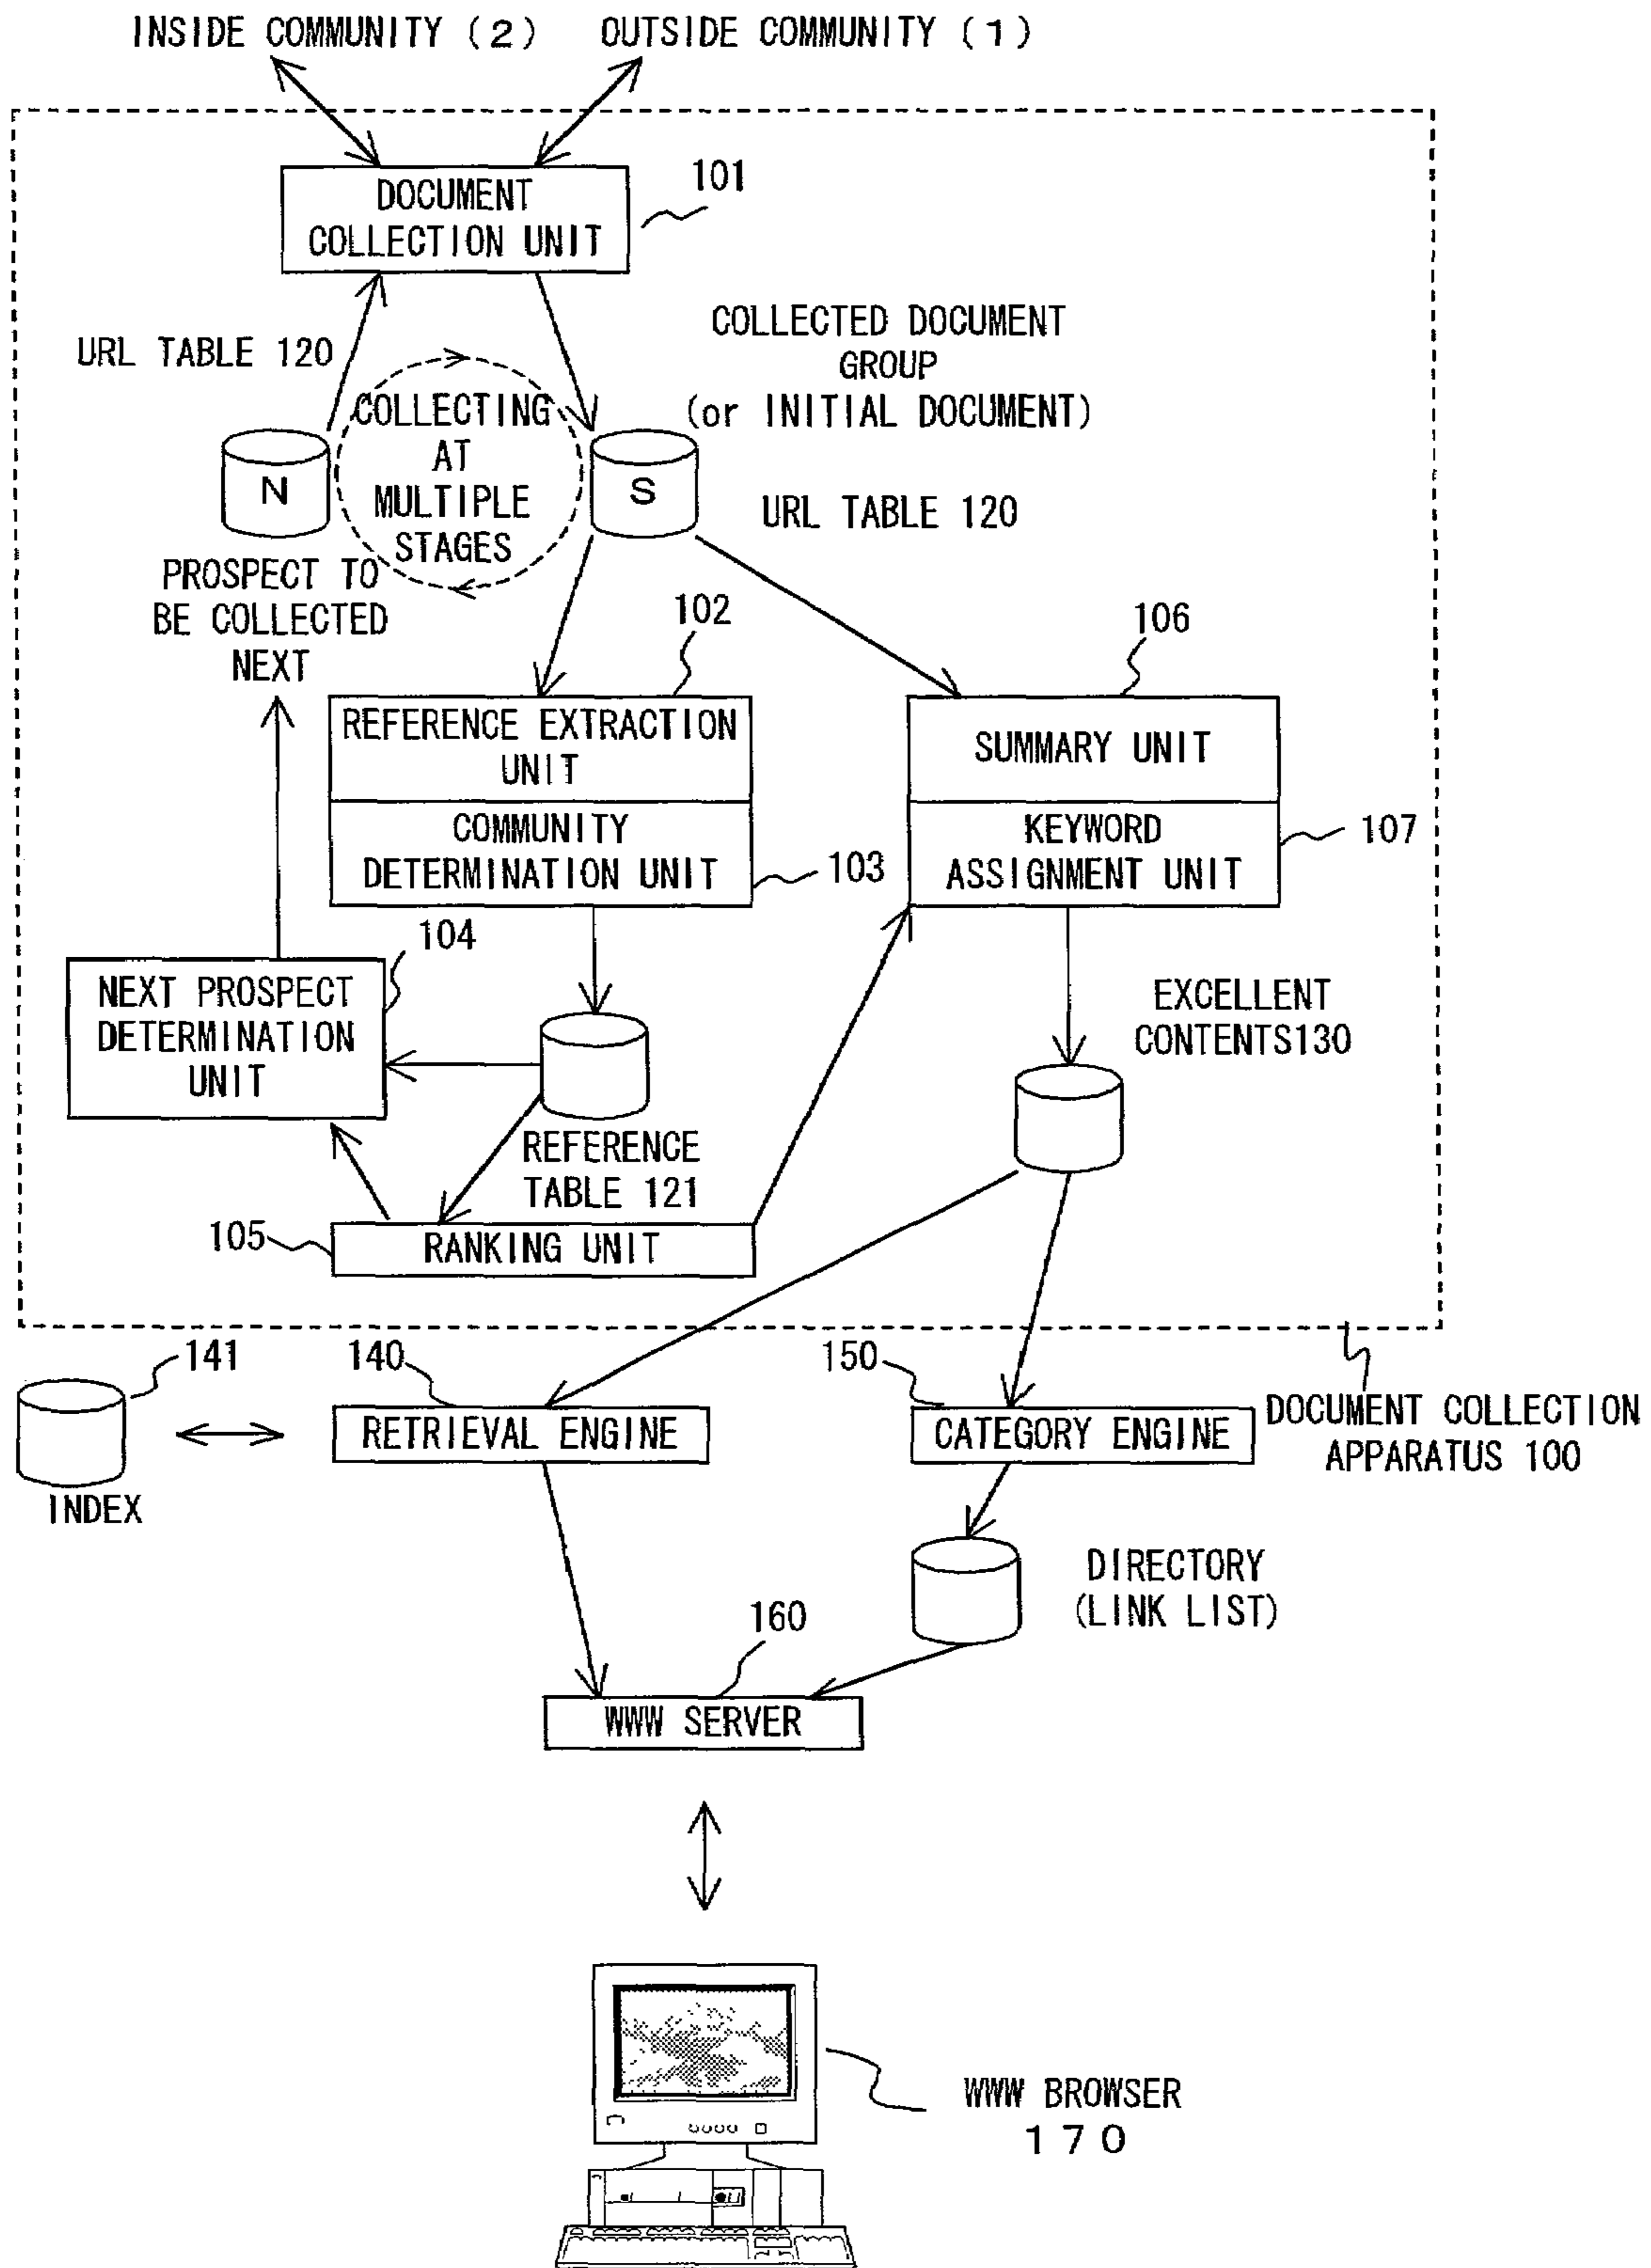 INSIDE COMMUNITY (2)
OUTSIDE COMMUNITY (1)
DOCUMENT
COLLECTION UNIT
101
URL TABLE 120
COLLECTED DOCUMENT
GROUP
(or INITIAL DOCUMENT)
COLLECTING
AT
MULTIPLE
STAGES
N
S
URL TABLE 120
PROSPECT TO
BE COLLECTED
NEXT
102
106
REFERENCE EXTRACTION
UNIT
SUMMARY UNIT
COMMUNITY
DETERMINATION UNIT
103
KEYWORD
ASSIGNMENT UNIT
107
104
NEXT PROSPECT
DETERMINATION
UNIT
EXCELLENT
CONTENTS130
REFERENCE
TABLE 121
105
RANKING UNIT
141
140
150
INDEX
RETRIEVAL ENGINE
CATEGORY ENGINE
DOCUMENT COLLECTION
APPARATUS 100
DIRECTORY
(LINK LIST)
160
WWW SERVER
WWW BROWSER
170